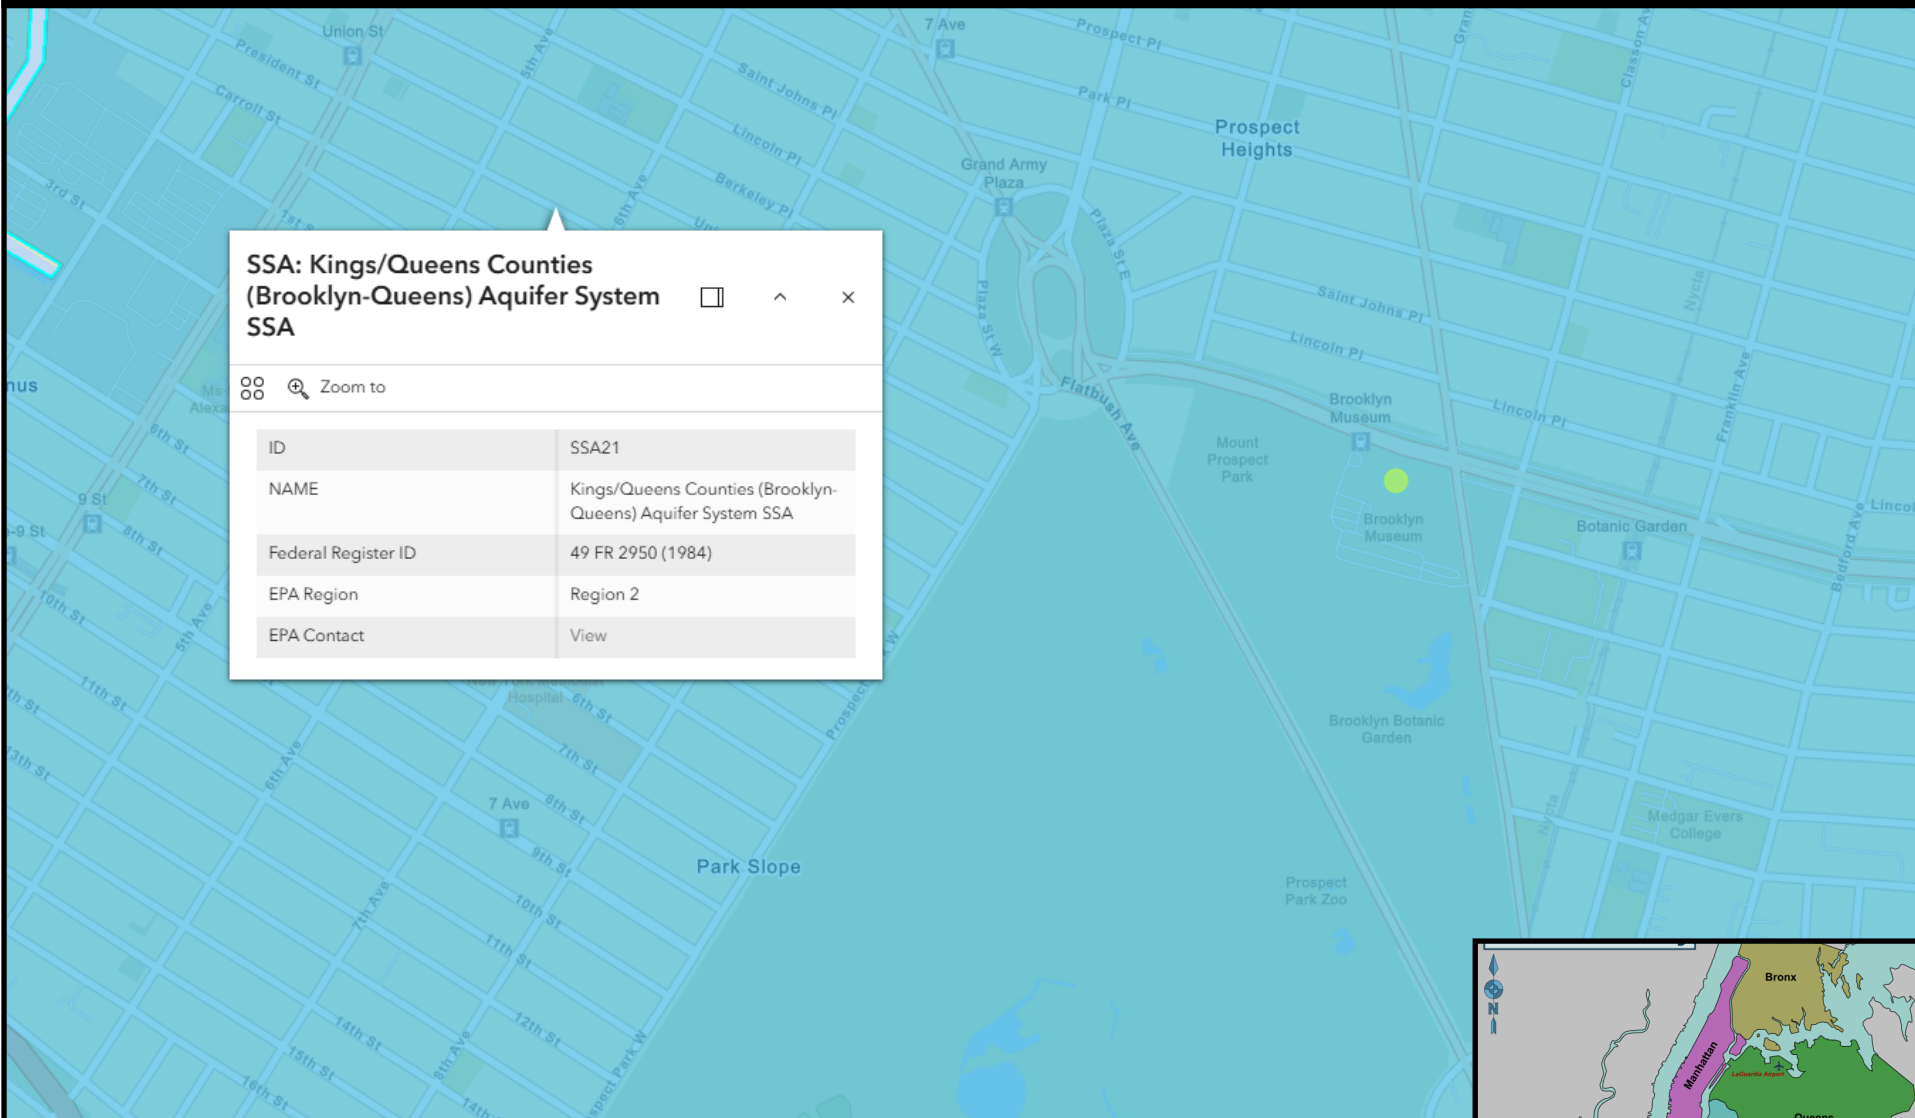 Union St
7 Ave
Prospect Pl
President St
5th Ave
Classon Av
Carroll St
Saint Johns Pl
Park Pl
Prospect
Heights
Lincoln Pl
Grand Army
Plaza
3rd St
Berkeley Pl
6th Ave
1st St
Plaza St E
SSA: Kings/Queens Counties
(Brooklyn-Queens) Aquifer System
SSA
Zoom to
ID SSA21
NAME Kings/Queens Counties (Brooklyn-
Queens) Aquifer System SSA
Federal Register ID 49 FR 2950 (1984)
EPA Region Region 2
EPA Contact View
Plaza St W
Nycta
Saint Johns Pl
Lincoln Pl
Flatbush Ave
Brooklyn
Museum
Lincoln Pl
Franklin Ave
Mount
Prospect
Park
Brooklyn
Museum
Botanic Garden
Bedford Ave
6th St
7th St
9 St
8th St
10th St
5th Ave
11th St
13th St
6th Ave
Hospital
6th St
7th St
7 Ave
8th St
9th St
Park Slope
Brooklyn Botanic
Garden
Nycta
Medgar Evers
College
Prospect
Park Zoo
7th Ave
10th St
11th St
12th St
14th St
15th St
16th St
8th Ave
14th
N
Bronx
Manhattan
LaGuardia Airport
Queens